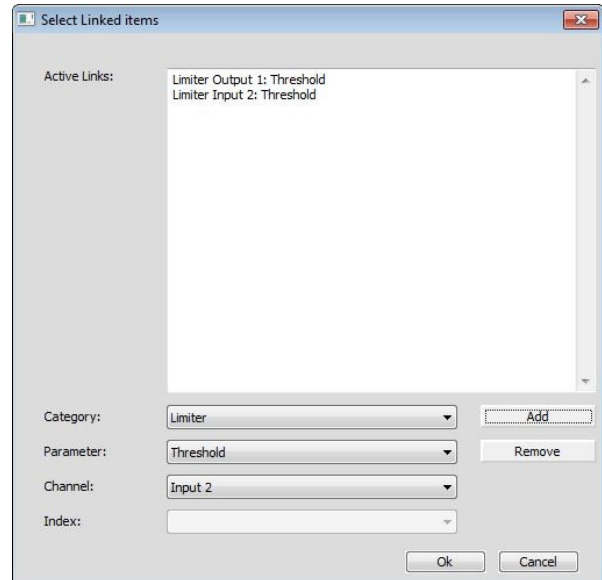 Select Linked items
Active Links:
Limiter Output 1: Threshold
Limiter Input 2: Threshold
Category:
Limiter
Add
Parameter:
Threshold
Remove
Channel:
Input 2
Index:
Ok
Cancel